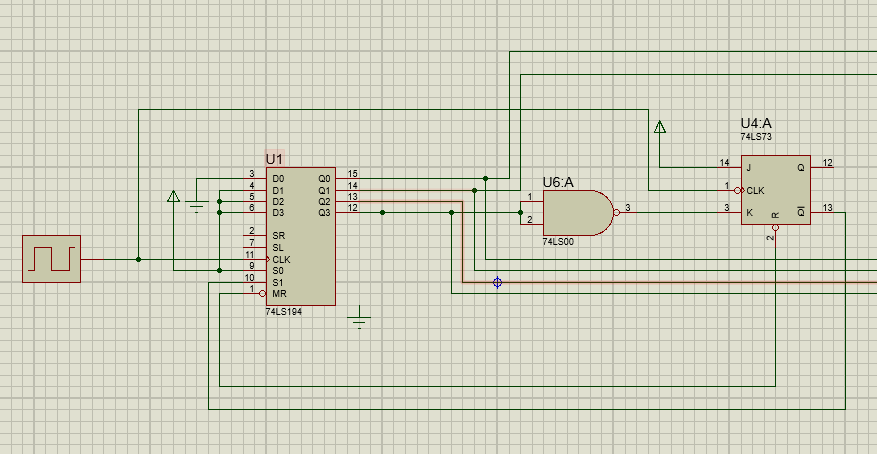 U4:A
74LS73
U1
3 D0 Q0 15
4 D1 Q1 14
5 D2 Q2 13
6 D3 Q3 12
2 SR
7 SL
11 CLK
9 S0
10 S1
1 MR
74LS194
U6:A
1
2
3
74LS00
14 J Q 12
1 CLK
3 K Q 13
R
2